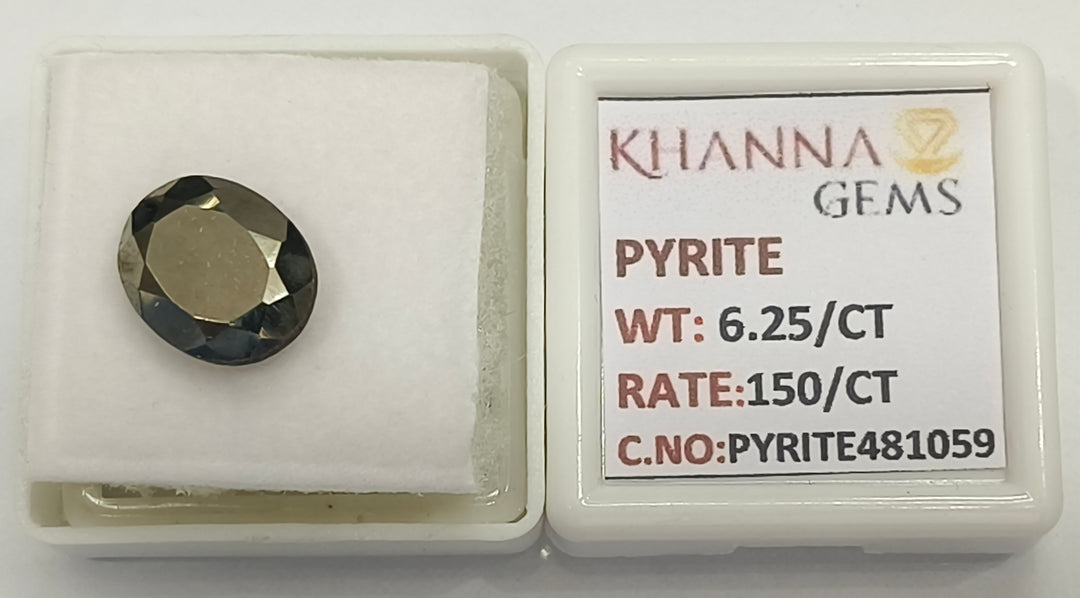 KHANNA
GEMS
PYRITE
WT: 6.25/CT
RATE:150/CT
C.NO:PYRITE481059